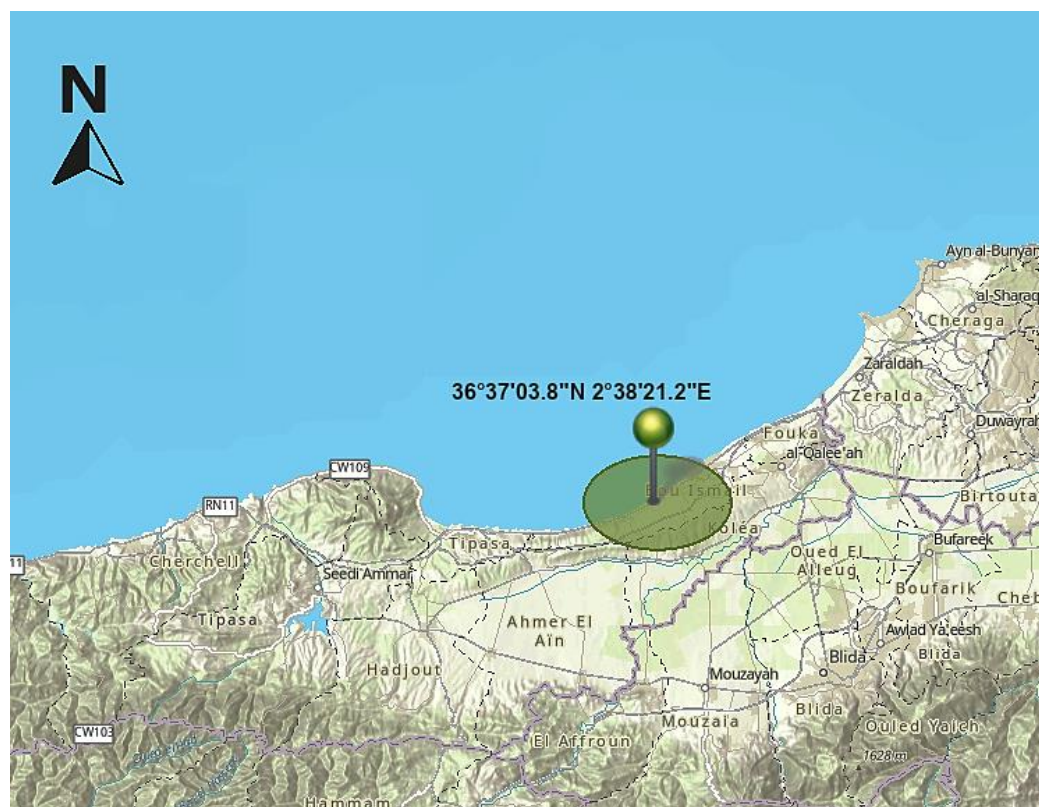 N
Ayn al-Bunyan
al-Sharaq
Cheraga
Zaraldah
Zeralda
36°37'03.8"N 2°38'21.2"E
Duwayrah
Fouka
al-Qalee'ah
CW109
Bou Ismail
Birtouta
RN11
Koléa
Tipasa
Bufareek
Oued El
Alleug
11
Cherchell
Seedi Ammar
Boufarik
Cheb
Tipasa
Ahmer El
Aïn
Awlad Ya'eesh
Blida
Blida
Hadjout
Mouzayah
Blida
Mouzaia
Ouled Yaich
CW103
El Affroun
1628 m
Hammam